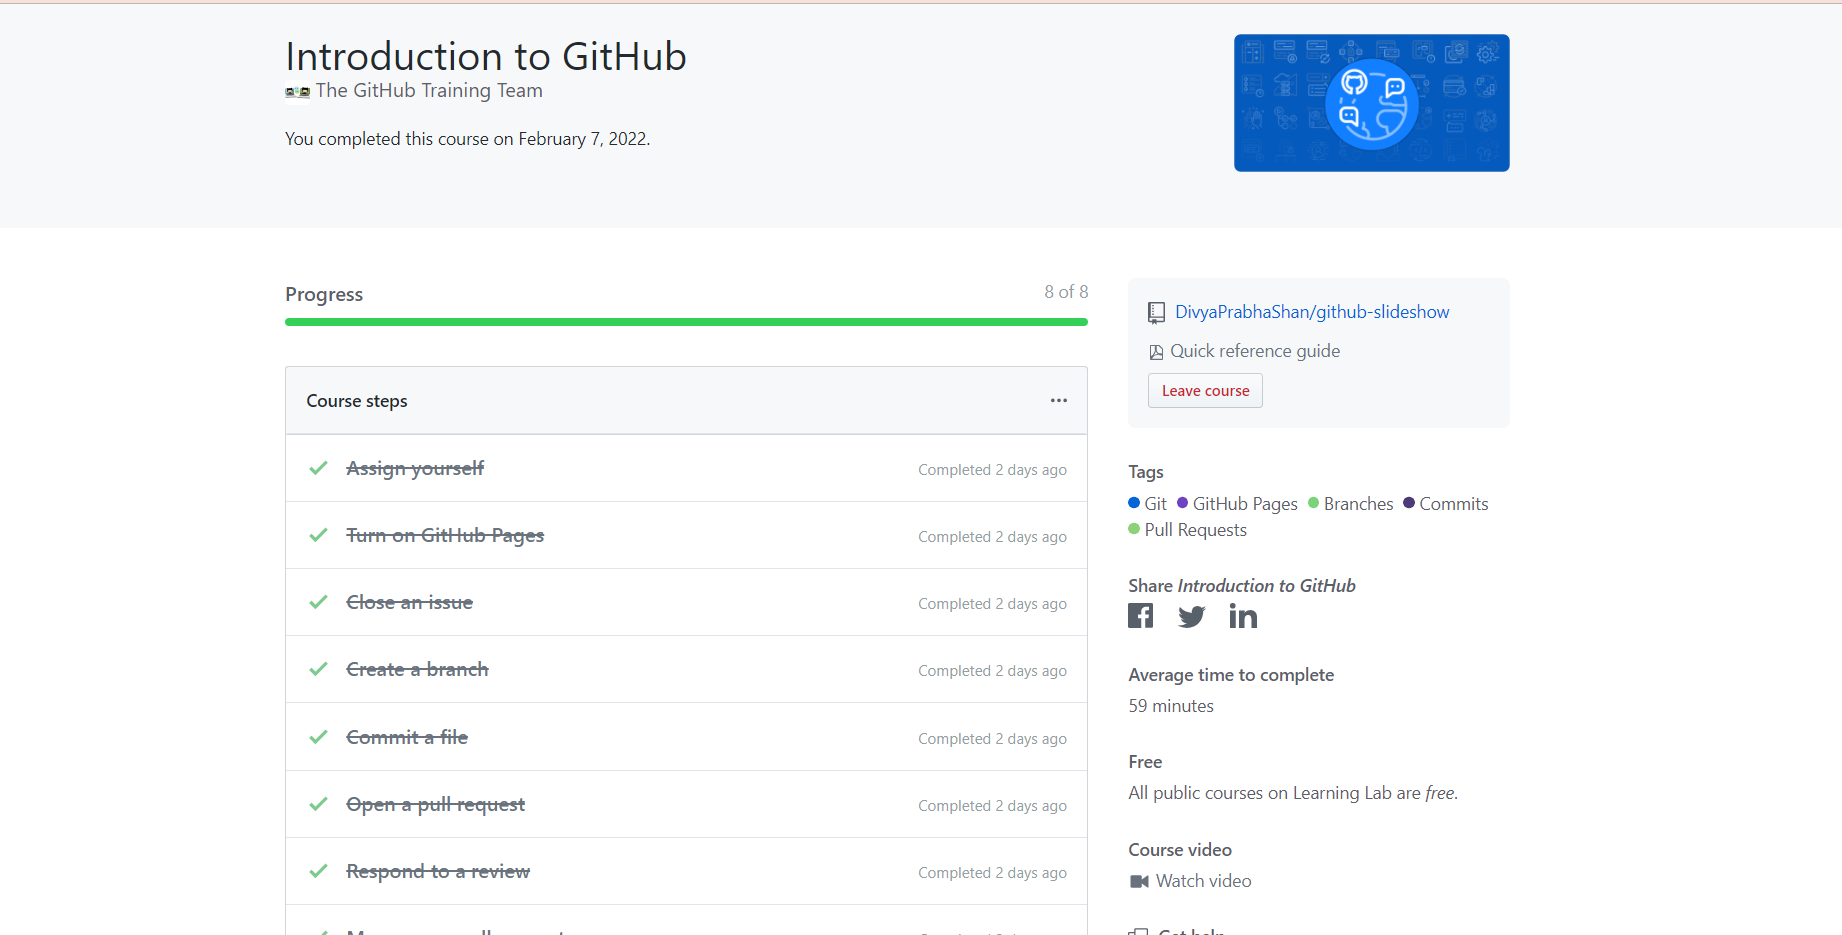 Introduction to GitHub
The GitHub Training Team
You completed this course on February 7, 2022.
Progress
8 of 8
Course steps
Assign yourself
Completed 2 days ago
Turn on GitHub Pages
Completed 2 days ago
Close an issue
Completed 2 days ago
Create a branch
Completed 2 days ago
Commit a file
Completed 2 days ago
Open a pull request
Completed 2 days ago
Respond to a review
Completed 2 days ago
DivyaPrabhaShan/github-slideshow
Quick reference guide
Leave course
Tags
Git GitHub Pages Branches Commits
Pull Requests
Share Introduction to GitHub
Average time to complete
59 minutes
Free
All public courses on Learning Lab are free.
Course video
Watch video
Get help